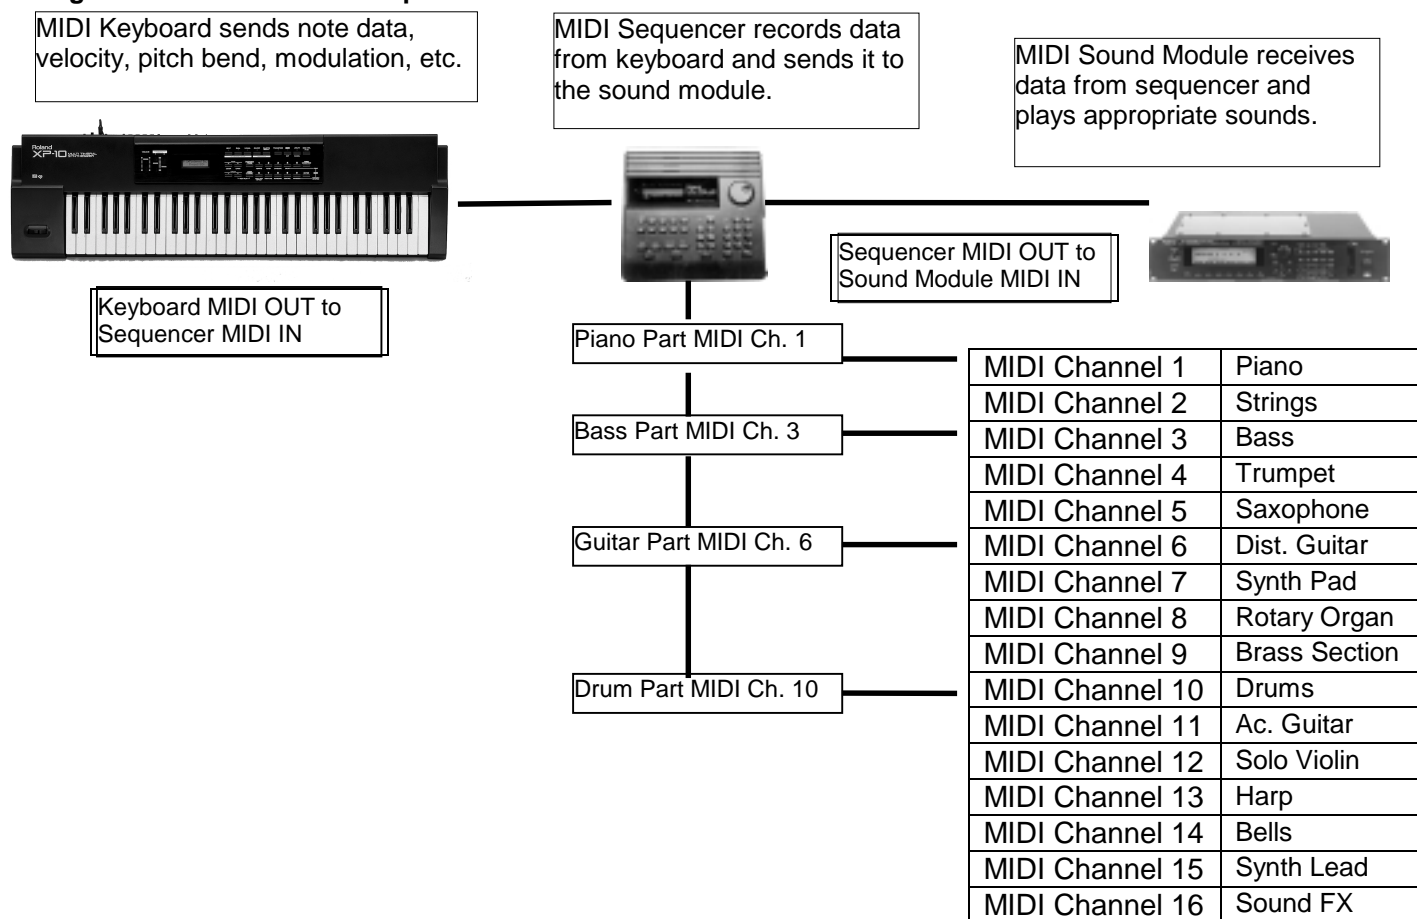 MIDI Keyboard sends note data,
velocity, pitch bend, modulation, etc.
MIDI Sequencer records data
from keyboard and sends it to
the sound module.
MIDI Sound Module receives
data from sequencer and
plays appropriate sounds.
Roland
XP-10
Keyboard MIDI OUT to
Sequencer MIDI IN
Sequencer MIDI OUT to
Sound Module MIDI IN
Piano Part MIDI Ch. 1
Bass Part MIDI Ch. 3
Guitar Part MIDI Ch. 6
Drum Part MIDI Ch. 10
MIDI Channel 1 Piano
MIDI Channel 2 Strings
MIDI Channel 3 Bass
MIDI Channel 4 Trumpet
MIDI Channel 5 Saxophone
MIDI Channel 6 Dist. Guitar
MIDI Channel 7 Synth Pad
MIDI Channel 8 Rotary Organ
MIDI Channel 9 Brass Section
MIDI Channel 10 Drums
MIDI Channel 11 Ac. Guitar
MIDI Channel 12 Solo Violin
MIDI Channel 13 Harp
MIDI Channel 14 Bells
MIDI Channel 15 Synth Lead
MIDI Channel 16 Sound FX